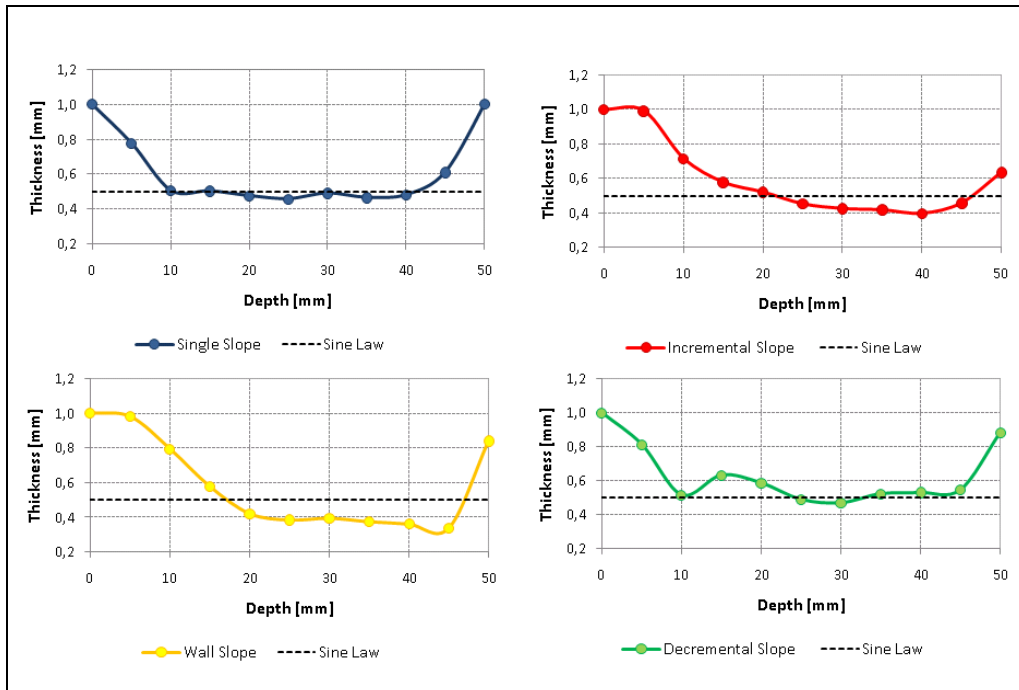 1,2
1,0
0,8
0,6
0,4
0,2
Thickness [mm]
0 10 20 30 40 50
Depth [mm]
Single Slope Sine Law
1,2
1,0
0,8
0,6
0,4
0,2
Thickness [mm]
0 10 20 30 40 50
Depth [mm]
Incremental Slope Sine Law
1,2
1,0
0,8
0,6
0,4
0,2
Thickness [mm]
0 10 20 30 40 50
Depth [mm]
Wall Slope Sine Law
1,2
1,0
0,8
0,6
0,4
0,2
Thickness [mm]
0 10 20 30 40 50
Depth [mm]
Decremental Slope Sine Law